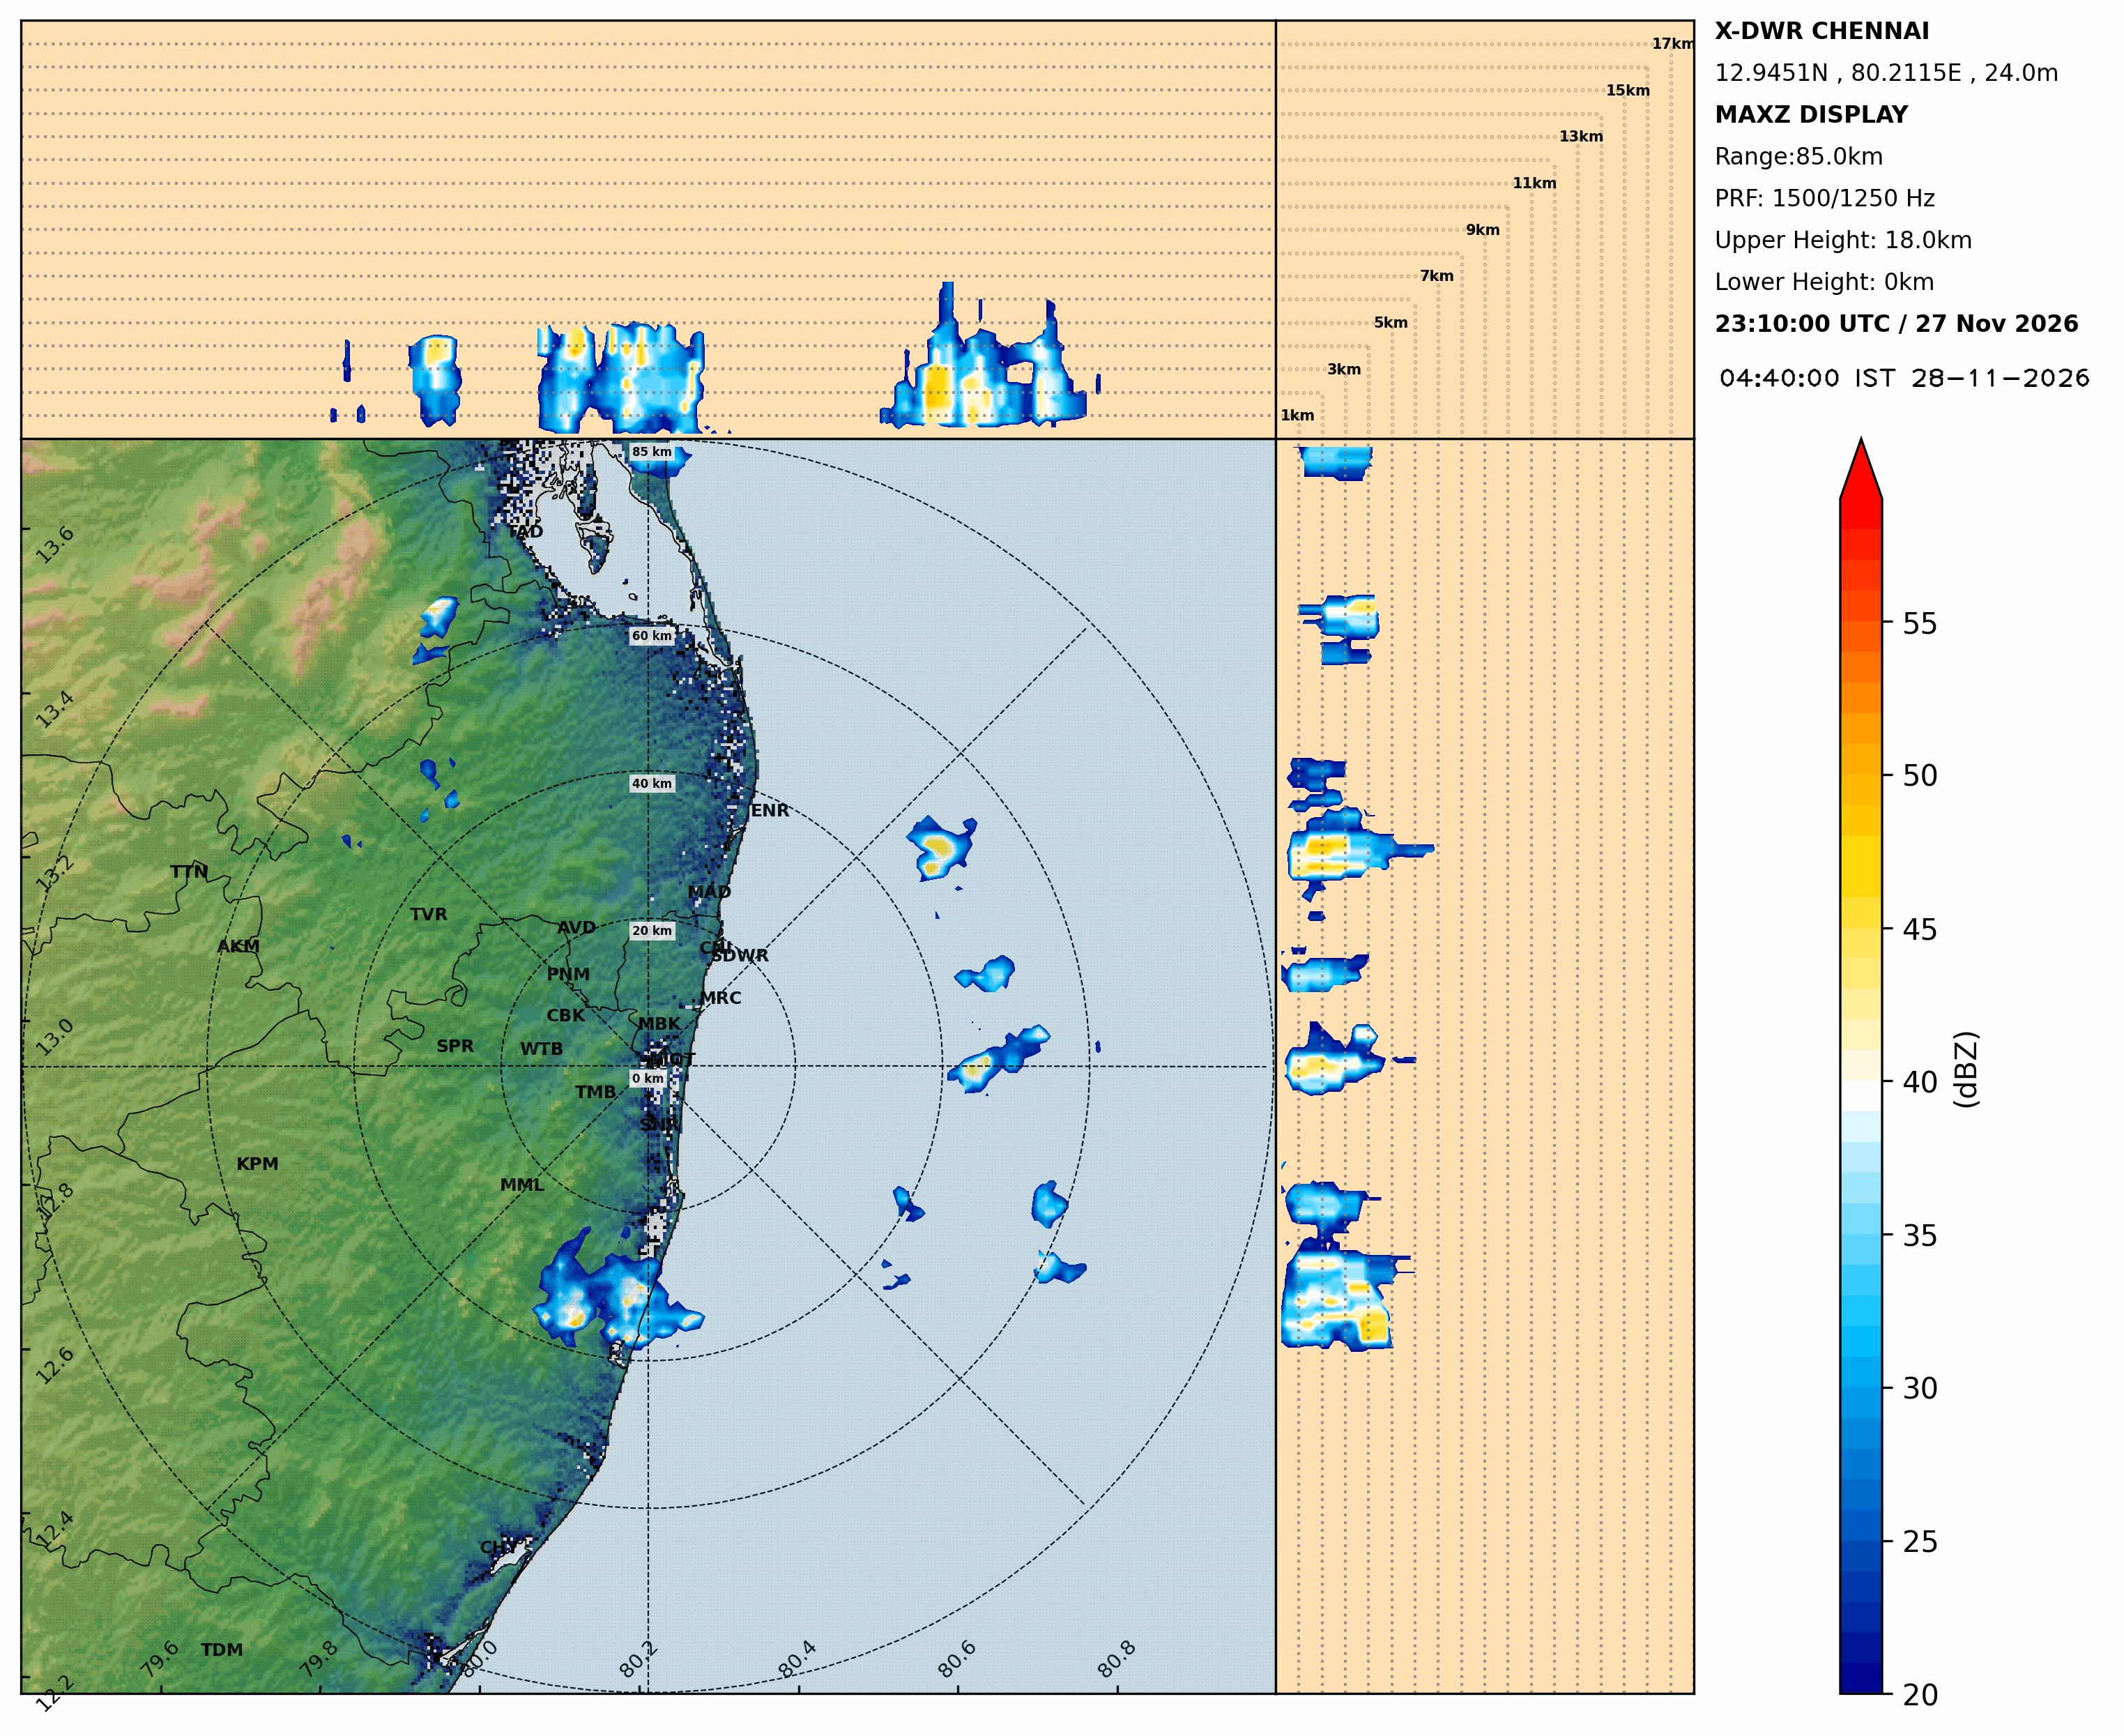 X-DWR CHENNAI
12.9451N , 80.2115E , 24.0m
MAXZ DISPLAY
Range:85.0km
PRF: 1500/1250 Hz
Upper Height: 18.0km
Lower Height: 0km
23:10:00 UTC / 27 Nov 2026
04:40:00 IST 28-11-2026
17km
15km
13km
11km
9km
7km
5km
3km
1km
85 km
TAD
13.6
60 km
13.4
40 km
ENR
13.2
TTN
MAD
TVR
AVD
20 km
AKM
SDWR
PNM
MRC
CBK
MBK
13.0
SPR
WTB
0 km
TMB
SNR
KPM
MML
12.8
12.6
12.4
CHY
TDM
12.2
79.6
79.8
80.0
80.2
80.4
80.6
80.8
55
50
45
40
35
30
25
20
(dBZ)